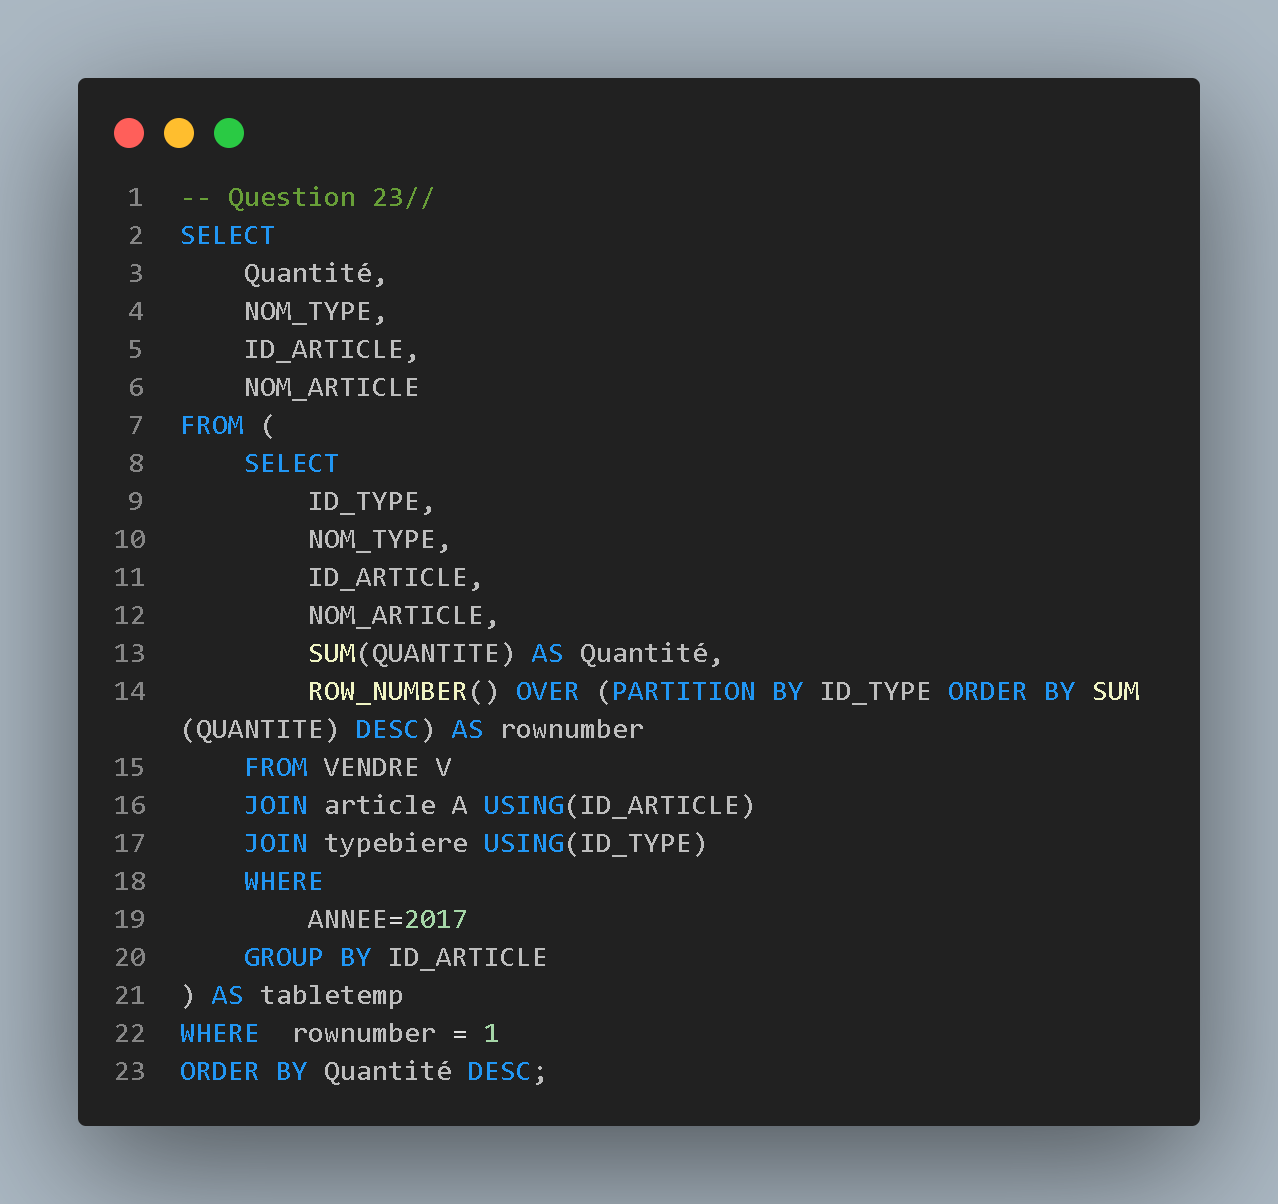 1 -- Question 23//
2 SELECT
3     Quantité,
4     NOM_TYPE,
5     ID_ARTICLE,
6     NOM_ARTICLE
7 FROM (
8     SELECT
9         ID_TYPE,
10         NOM_TYPE,
11         ID_ARTICLE,
12         NOM_ARTICLE,
13         SUM(QUANTITE) AS Quantité,
14         ROW_NUMBER() OVER (PARTITION BY ID_TYPE ORDER BY SUM
(QUANTITE) DESC) AS rownumber
15     FROM VENDRE V
16     JOIN article A USING(ID_ARTICLE)
17     JOIN typebiere USING(ID_TYPE)
18     WHERE
19         ANNEE=2017
20     GROUP BY ID_ARTICLE
21 ) AS tabletemp
22 WHERE  rownumber = 1
23 ORDER BY Quantité DESC;